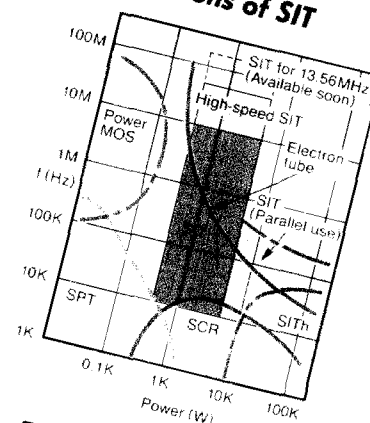 ons of SIT
100M
SIT for 13.56MHz
(Available soon)
High-speed SIT
10M
Power
MOS
Electron
tube
1M
f (Hz)
SIT
(Parallel use)
100K
10K
SPT
SCR
SITh
1K
0.1K
1K
10K
100K
Power (W)